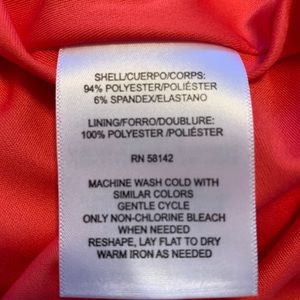 SHELL/CUERPO/CORPS:
94% POLYESTER/POLIÉSTER
6% SPANDEX/ELASTANO
LINING/FORRO/DOUBLURE:
100% POLYESTER /POLIÉSTER
RN 58142
MACHINE WASH COLD WITH
SIMILAR COLORS
GENTLE CYCLE
ONLY NON-CHLORINE BLEACH
WHEN NEEDED
RESHAPE, LAY FLAT TO DRY
WARM IRON AS NEEDED